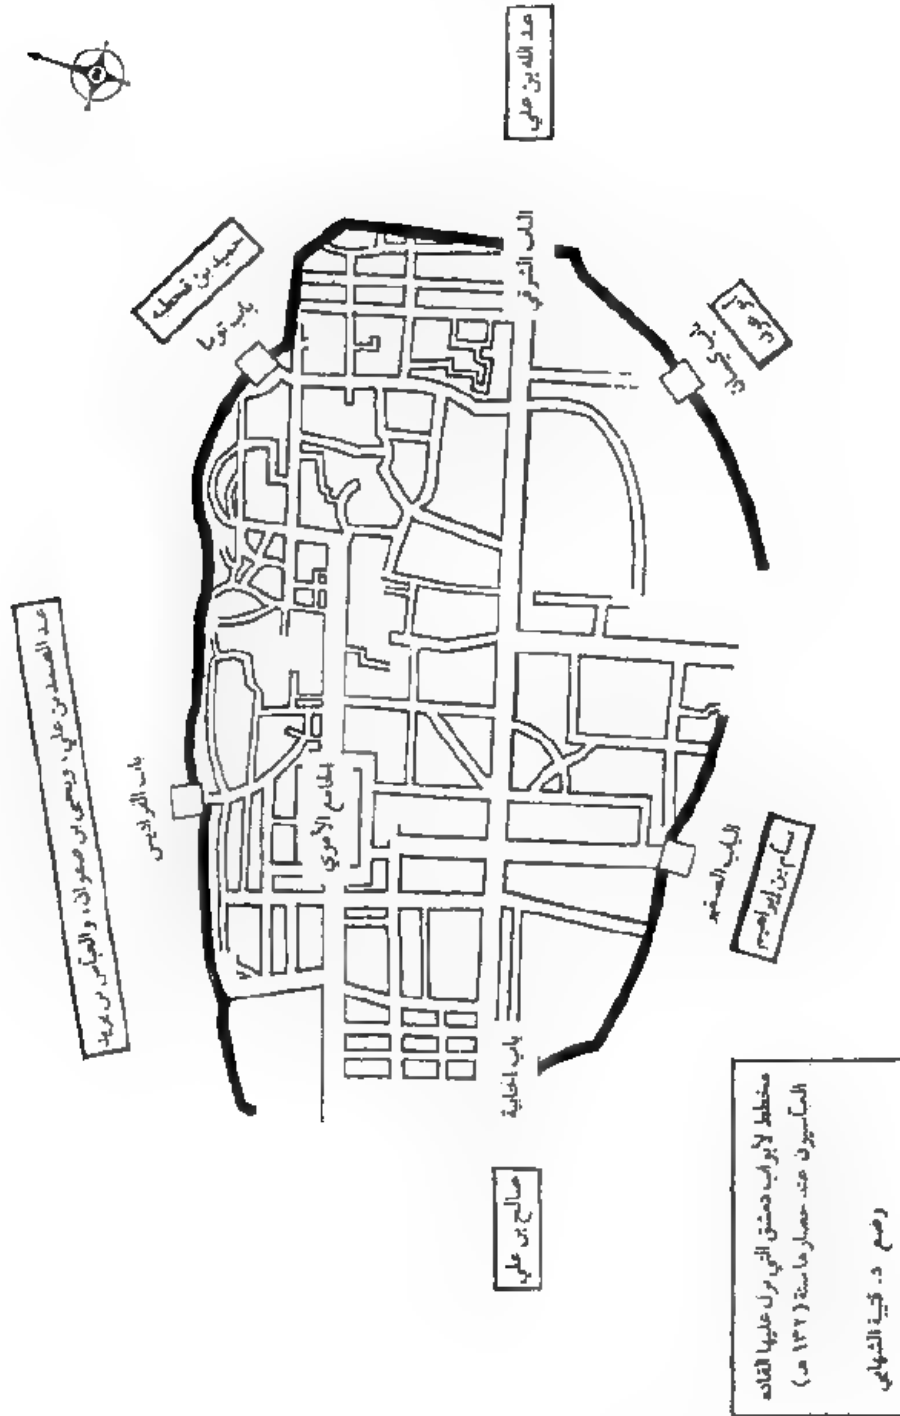 عبد الله بن علي
الباب الشرقي
حميد بن قحطبة
باب توما
باب كيسان
عبد الصمد بن علي، ويحيى بن صفوان، والعباس بن يزيد
باب الفراديس
الجامع الأموي
الباب الصغير
بسام بن إبراهيم
باب الجابية
صالح بن علي
مخطط لأبواب دمشق التي نزل عليها القادة
العباسيون عند حصارها سنة (١٣٢ هـ)
وضع د. قتيبة الشهابي